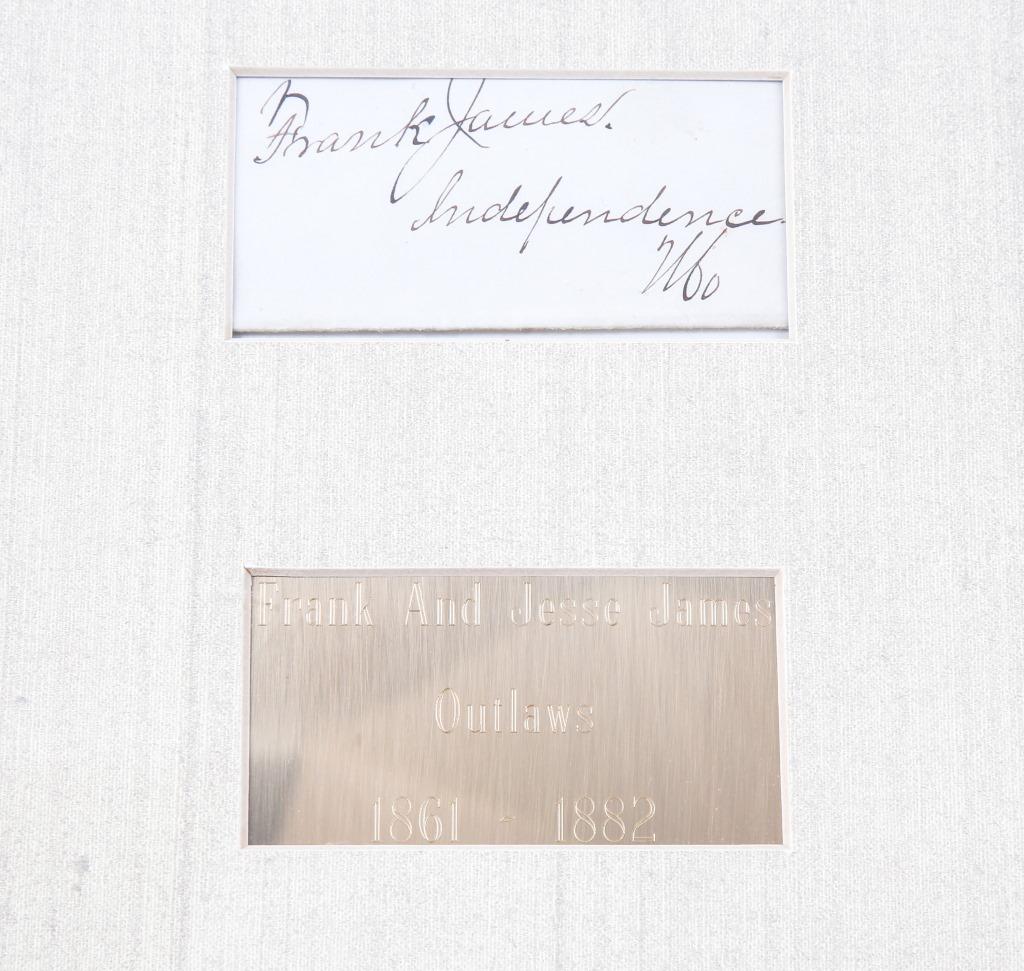 Frank James.
Independence.
Mo
Frank And Jesse James
Outlaws
1861 - 1882